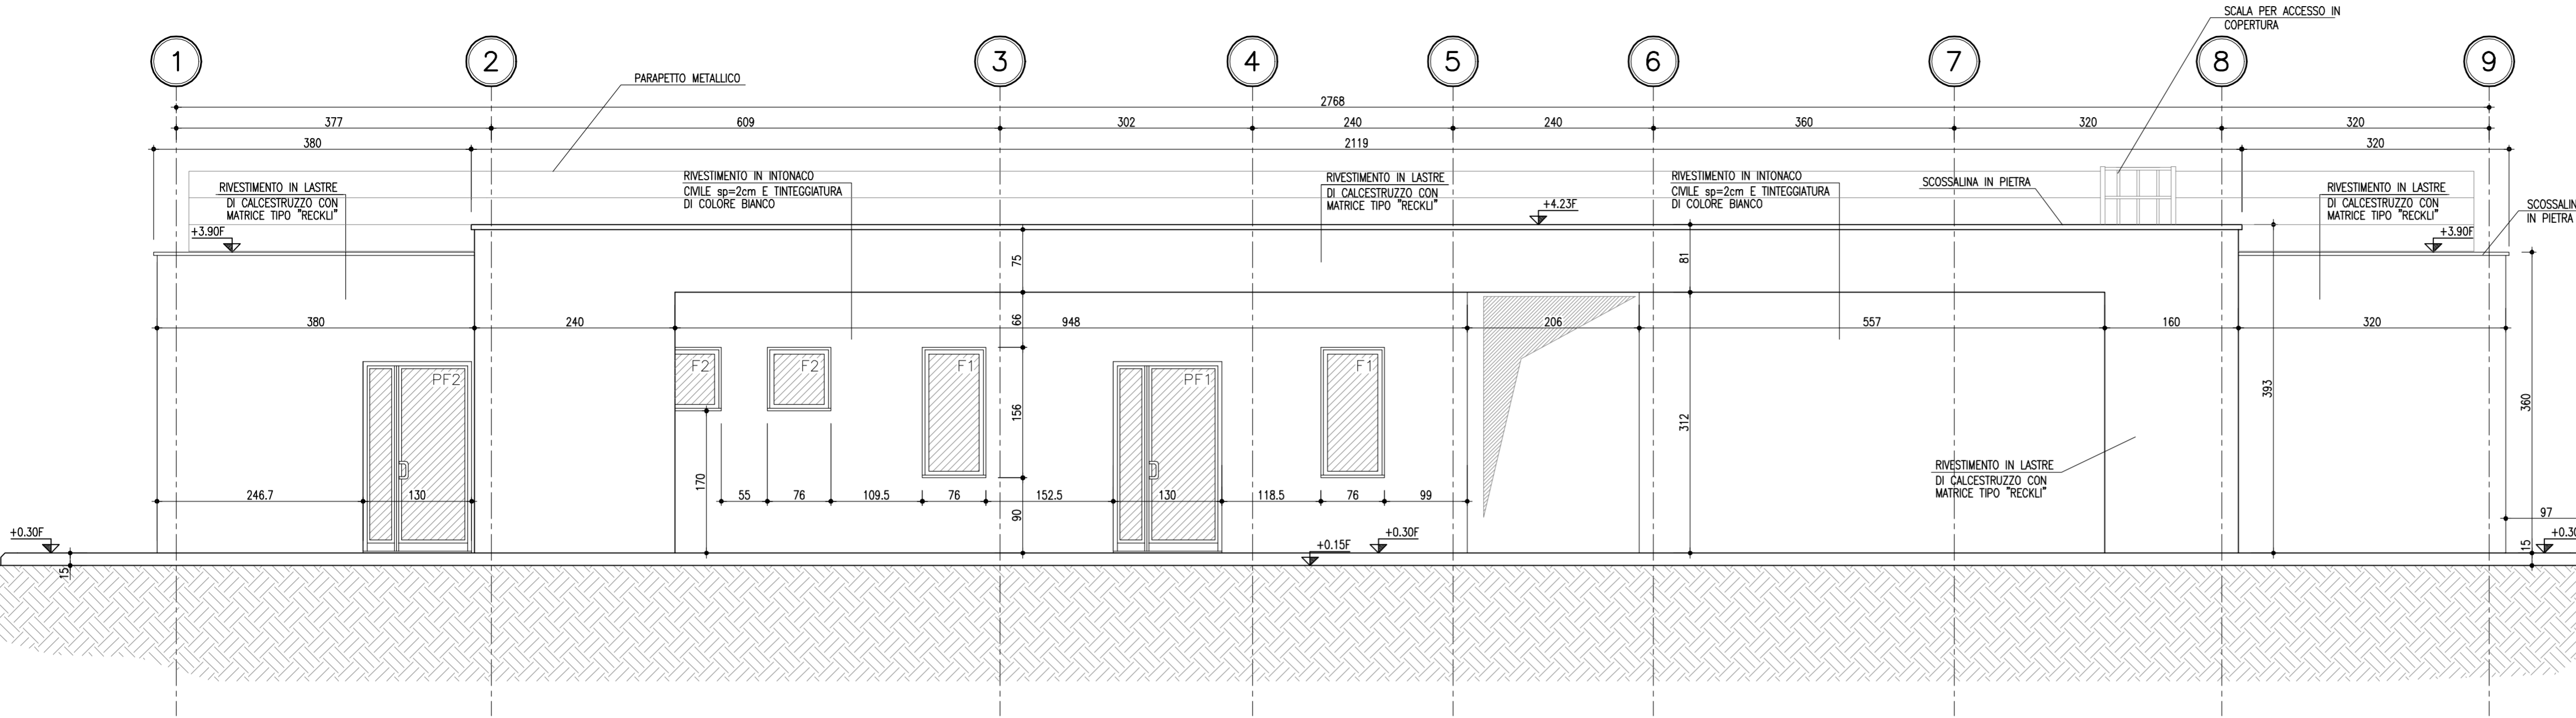 SCALA PER ACCESSO IN
COPERTURA
1
2
3
4
5
6
7
8
9
PARAPETTO METALLICO
2768
377
609
302
240
240
360
320
320
380
2119
320
RIVESTIMENTO IN LASTRE
DI CALCESTRUZZO CON
MATRICE TIPO "RECKLI"
RIVESTIMENTO IN INTONACO
CIVILE sp=2cm E TINTEGGIATURA
DI COLORE BIANCO
RIVESTIMENTO IN LASTRE
DI CALCESTRUZZO CON
MATRICE TIPO "RECKLI"
RIVESTIMENTO IN INTONACO
CIVILE sp=2cm E TINTEGGIATURA
DI COLORE BIANCO
SCOSSALINA IN PIETRA
RIVESTIMENTO IN LASTRE
DI CALCESTRUZZO CON
MATRICE TIPO "RECKLI"
SCOSSALIN
IN PIETRA
+3.90F
+4.23F
+3.90F
75
81
380
240
66
948
206
557
160
320
F2
F2
F1
F1
PF2
PF1
156
312
393
360
170
RIVESTIMENTO IN LASTRE
DI CALCESTRUZZO CON
MATRICE TIPO "RECKLI"
246.7
130
55
76
109.5
76
152.5
130
118.5
76
99
90
97
+0.30F
+0.15F
+0.30F
+0.30
15
15